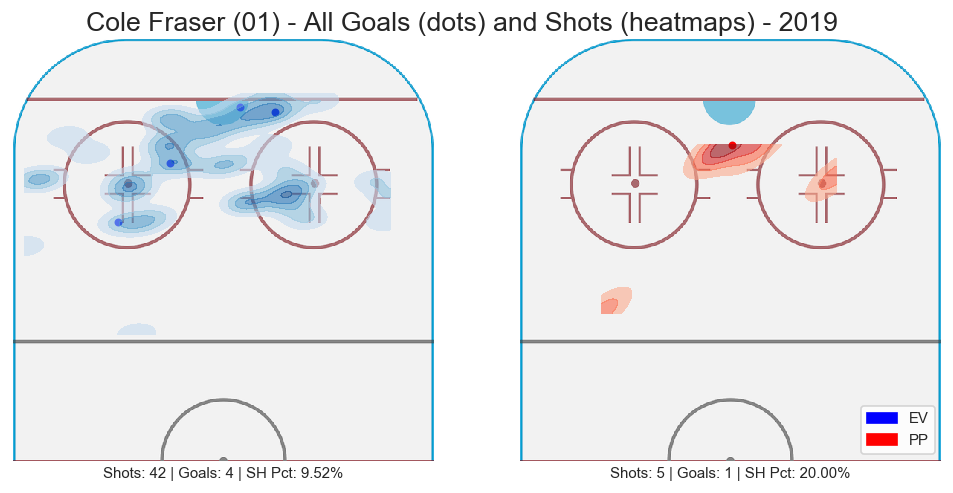 Cole Fraser (01) - All Goals (dots) and Shots (heatmaps) - 2019
EV
PP
Shots: 42 | Goals: 4 | SH Pct: 9.52%
Shots: 5 | Goals: 1 | SH Pct: 20.00%